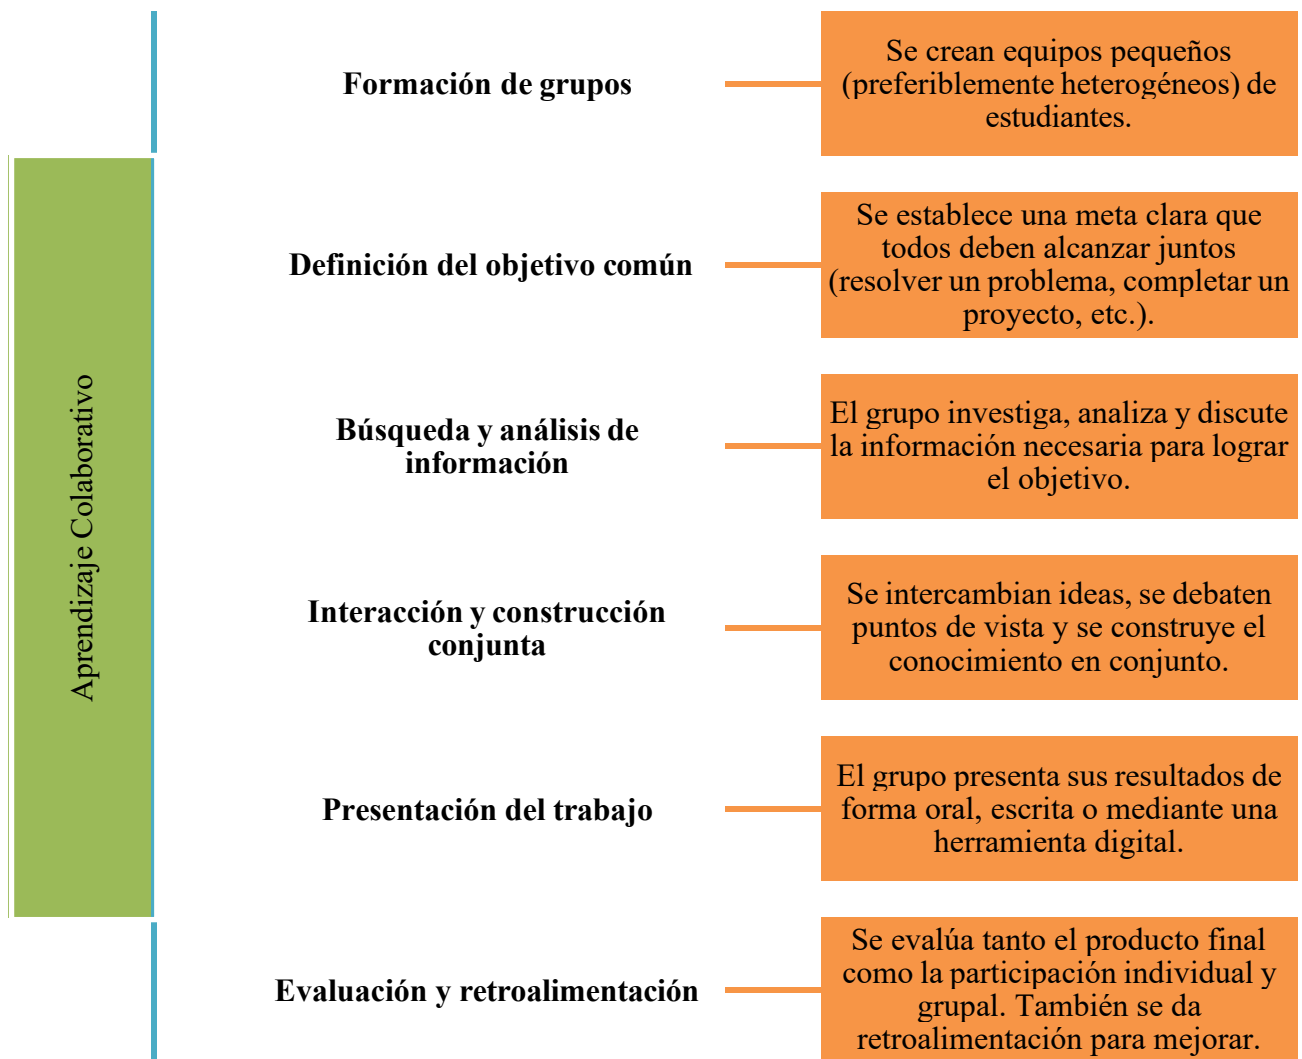 Aprendizaje Colaborativo
Formación de grupos
Se crean equipos pequeños
(preferiblemente heterogéneos) de
estudiantes.
Definición del objetivo común
Se establece una meta clara que
todos deben alcanzar juntos
(resolver un problema, completar un
proyecto, etc.).
Búsqueda y análisis de
información
El grupo investiga, analiza y discute
la información necesaria para lograr
el objetivo.
Interacción y construcción
conjunta
Se intercambian ideas, se debaten
puntos de vista y se construye el
conocimiento en conjunto.
Presentación del trabajo
El grupo presenta sus resultados de
forma oral, escrita o mediante una
herramienta digital.
Evaluación y retroalimentación
Se evalúa tanto el producto final
como la participación individual y
grupal. También se da
retroalimentación para mejorar.